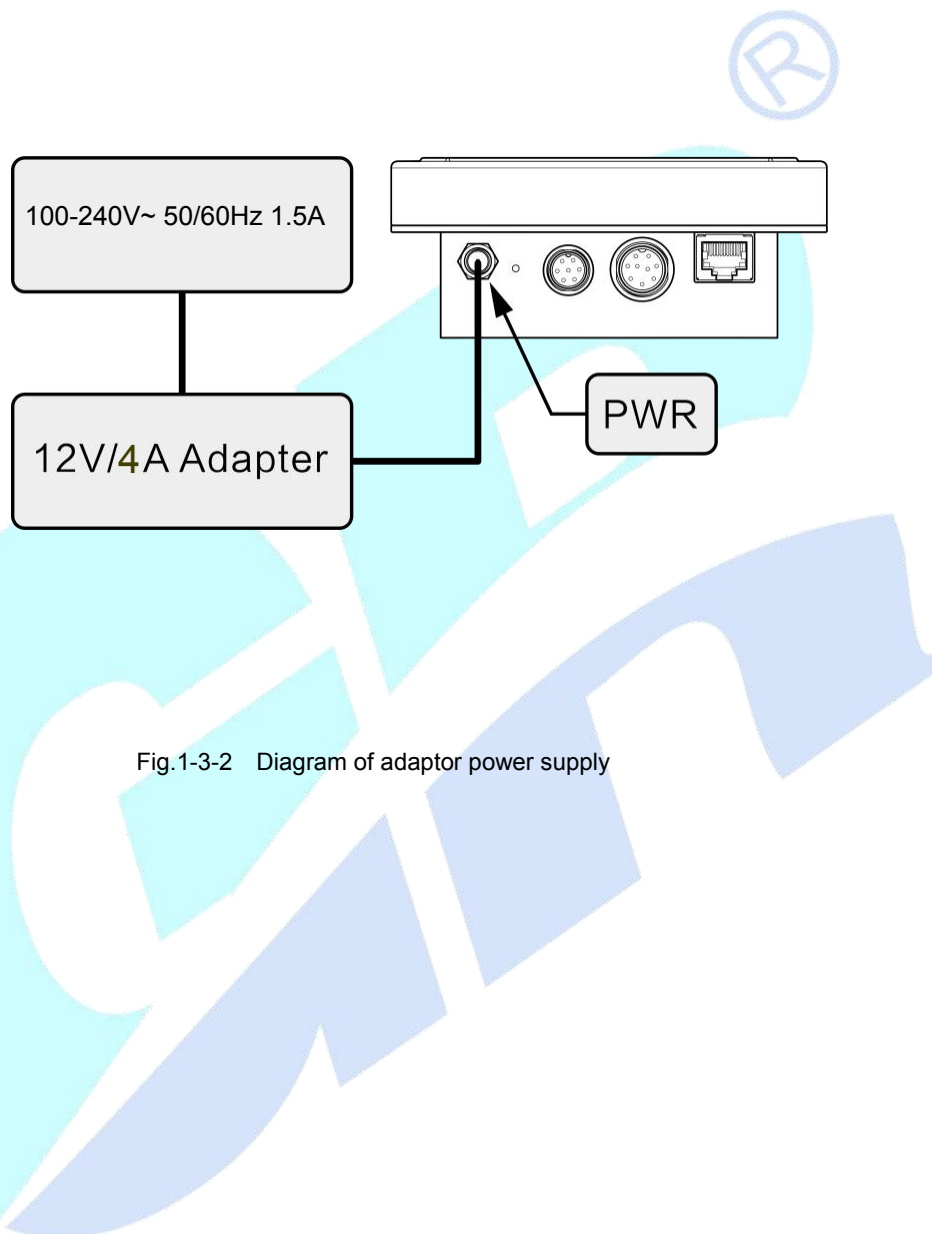 ®
100-240V~ 50/60Hz 1.5A
12V/4A Adapter
PWR
Fig.1-3-2 Diagram of adaptor power supply